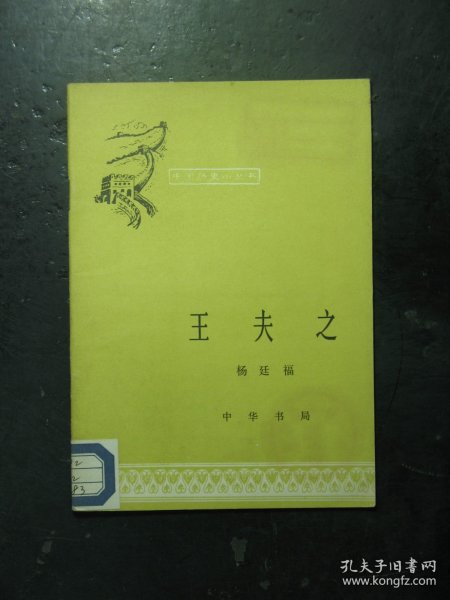 中国历史小丛书
王夫之
杨廷福
中华书局
孔夫子旧书网
www.kongfz.com